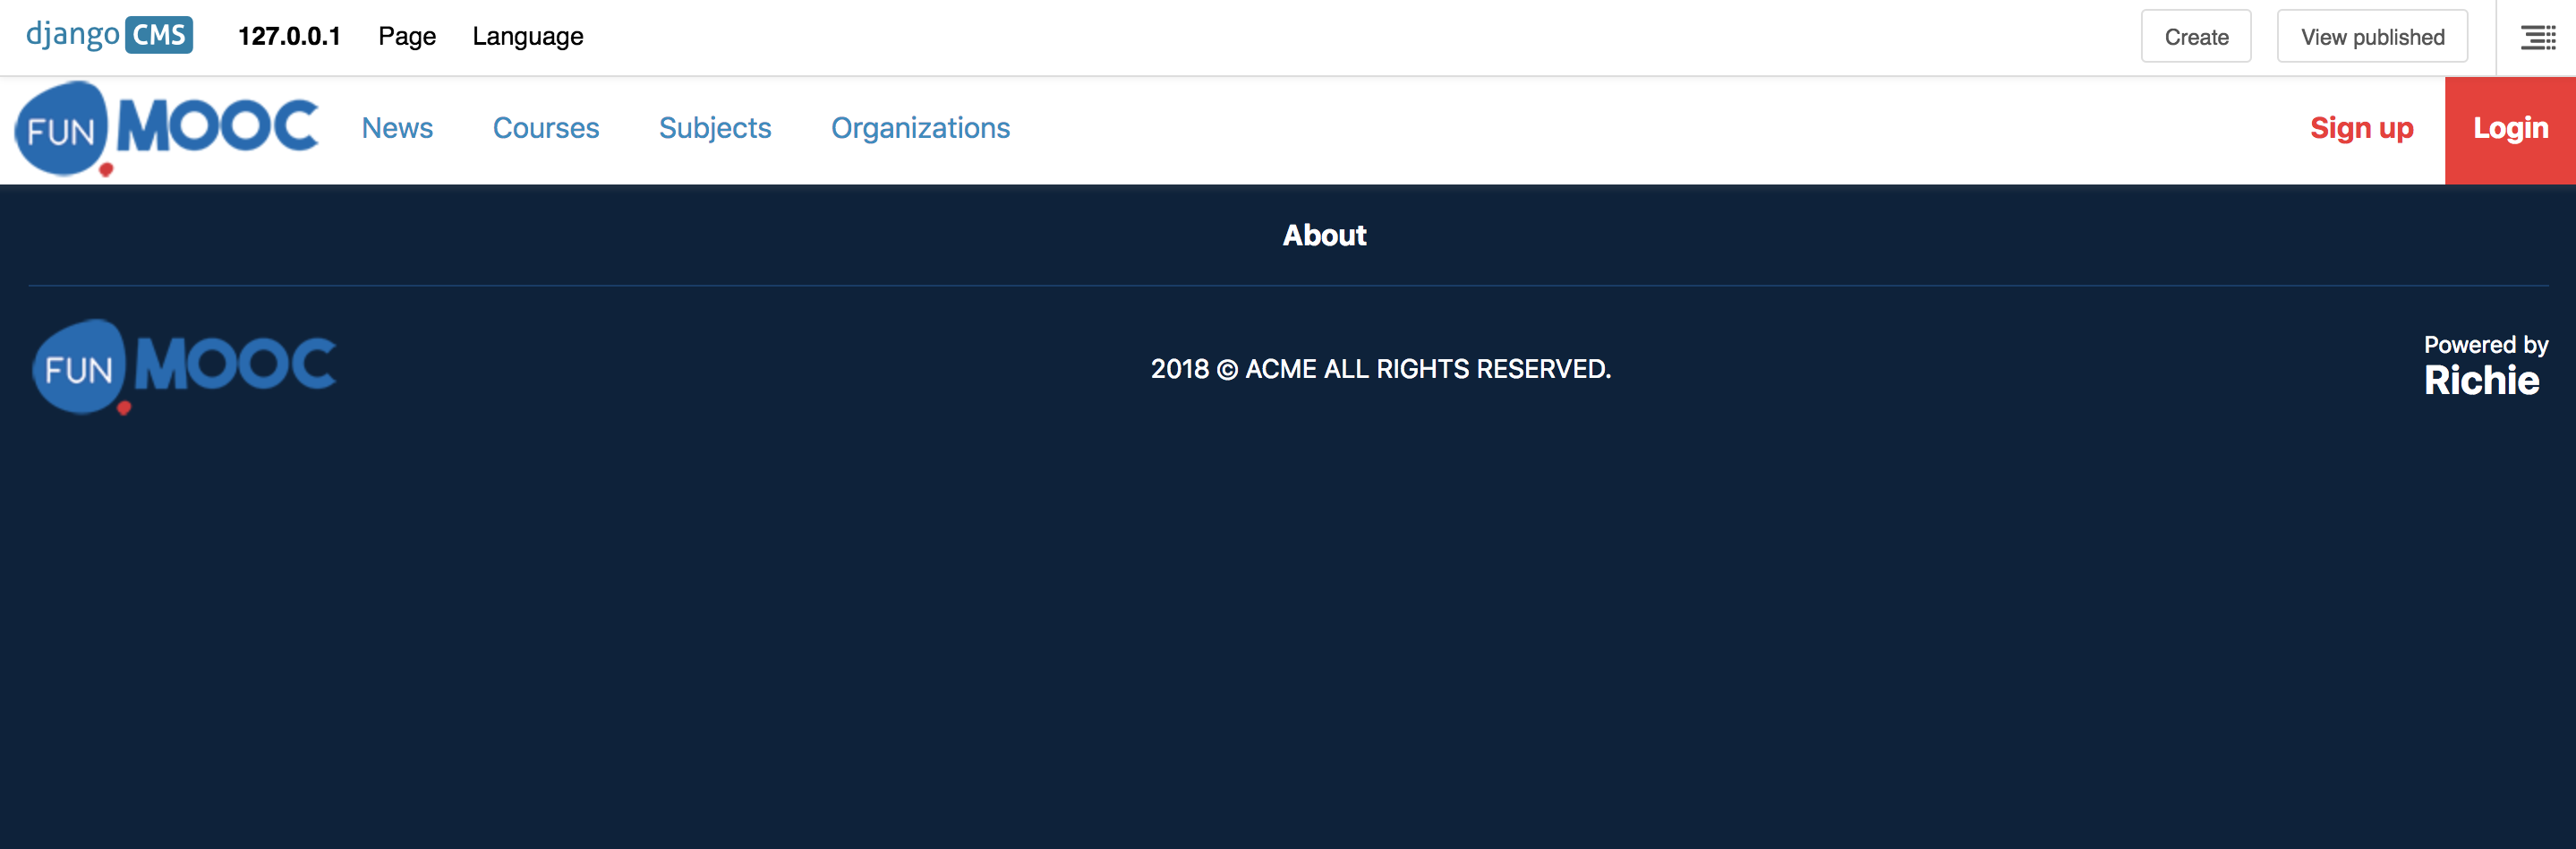 django CMS 127.0.0.1 Page Language Create View published
FUN MOOC News Courses Subjects Organizations Sign up Login
About
FUN MOOC 2018 © ACME ALL RIGHTS RESERVED. Powered by
Richie